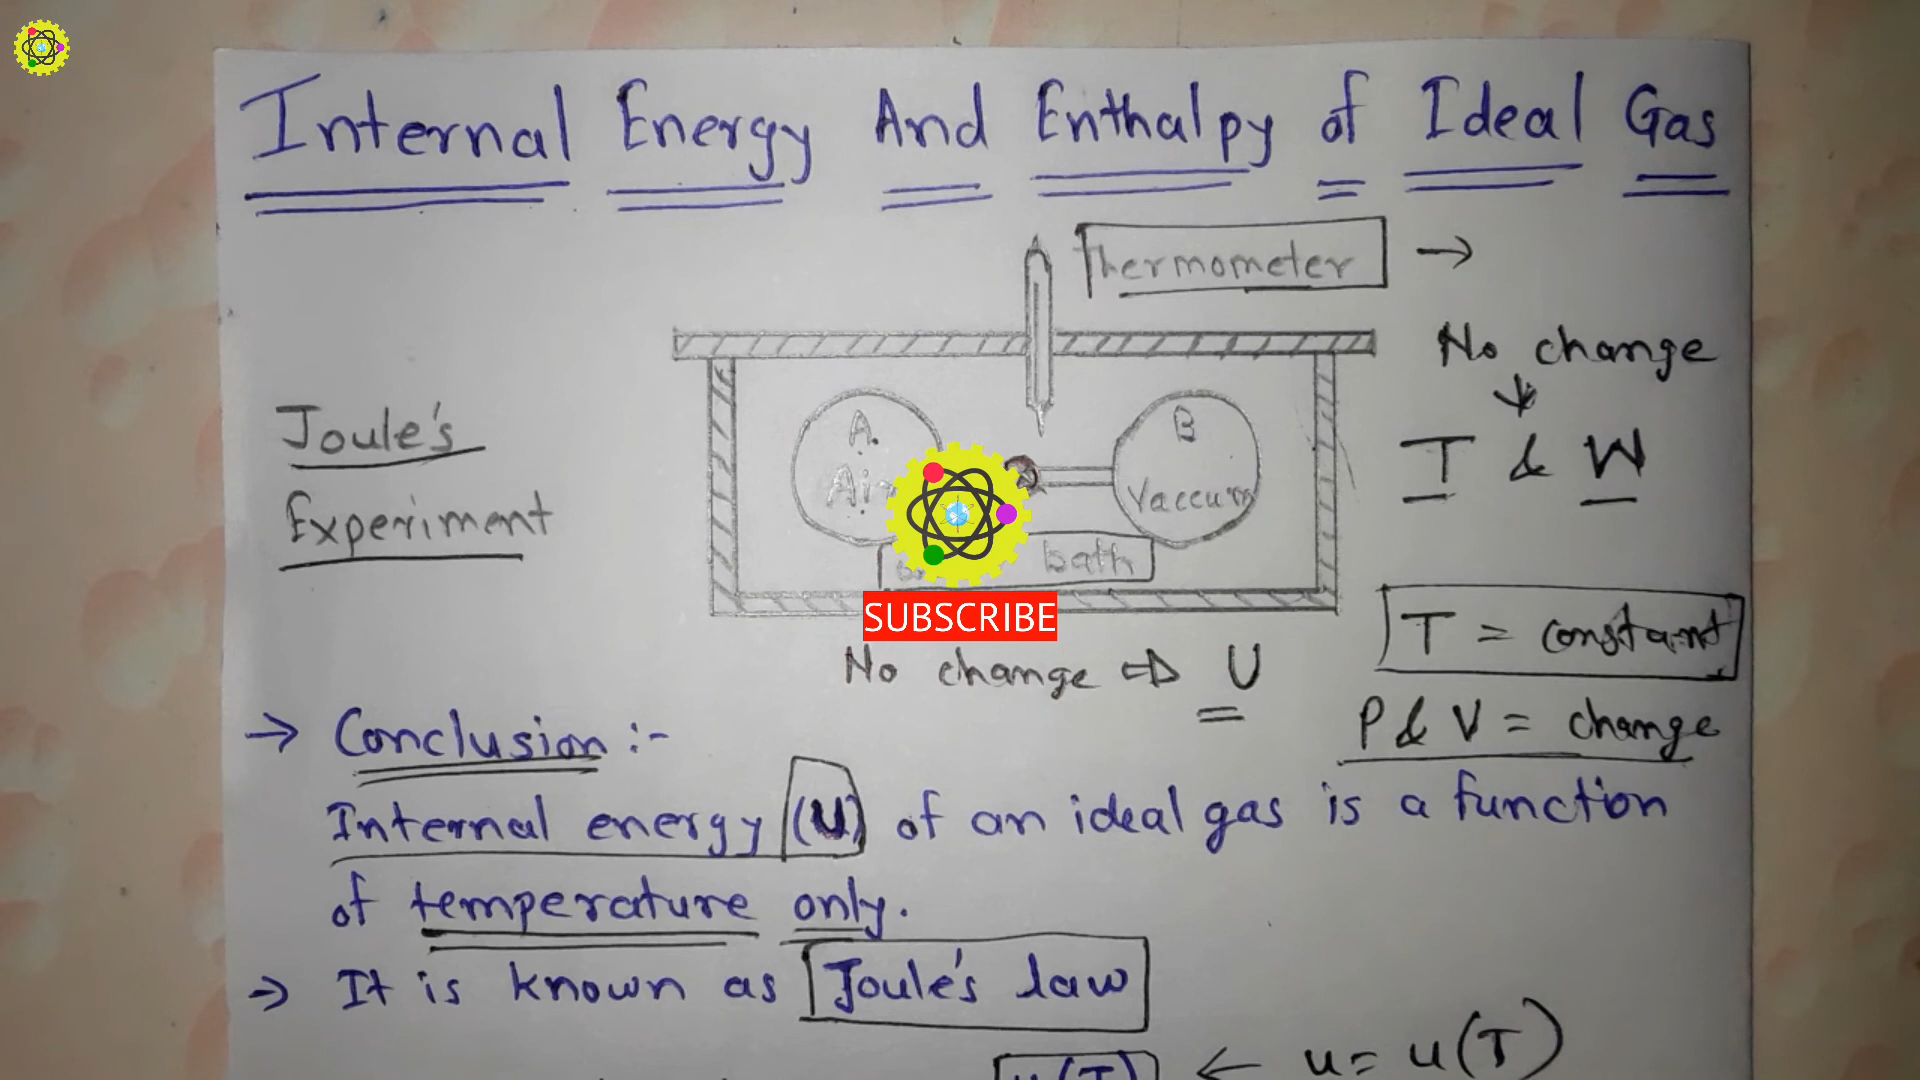 Internal Energy And Enthalpy of Ideal Gas
Thermometer →
No change
T & W
Joule's
Experiment
A.
Air
B
Vaccum
bath
SUBSCRIBE
T = constant
No change ⇒ U
P & V = change
→ Conclusion :-
Internal energy (U) of an ideal gas is a function
of temperature only.
→ It is known as Joule's law
u(T) ← u = u(T)